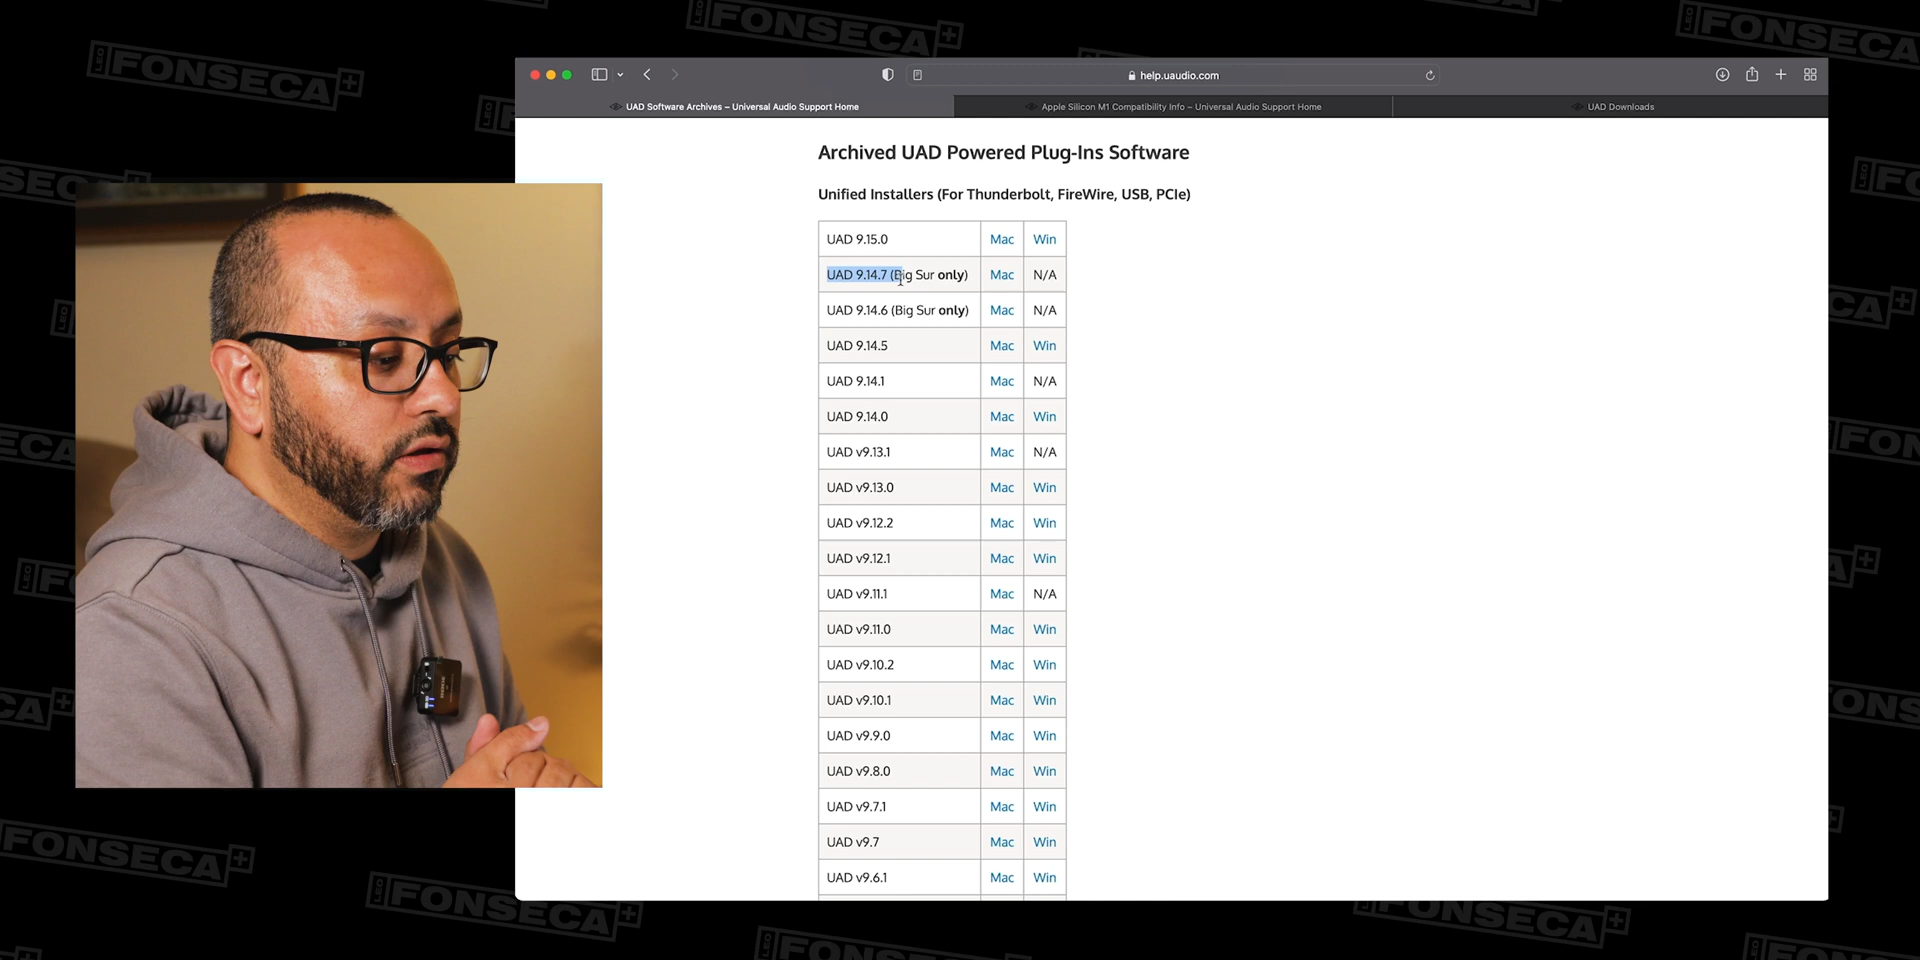 LEO FONSECA+
LEO FONSECA+
help.uaudio.com
UAD Software Archives – Universal Audio Support Home
Apple Silicon M1 Compatibility Info – Universal Audio Support Home
UAD Downloads
Archived UAD Powered Plug-Ins Software
Unified Installers (For Thunderbolt, FireWire, USB, PCIe)
UAD 9.15.0 Mac Win
UAD 9.14.7 (Big Sur only) Mac N/A
UAD 9.14.6 (Big Sur only) Mac N/A
UAD 9.14.5 Mac Win
UAD 9.14.1 Mac N/A
UAD 9.14.0 Mac Win
UAD v9.13.1 Mac N/A
UAD v9.13.0 Mac Win
UAD v9.12.2 Mac Win
UAD v9.12.1 Mac Win
UAD v9.11.1 Mac N/A
UAD v9.11.0 Mac Win
UAD v9.10.2 Mac Win
UAD v9.10.1 Mac Win
UAD v9.9.0 Mac Win
UAD v9.8.0 Mac Win
UAD v9.7.1 Mac Win
UAD v9.7 Mac Win
UAD v9.6.1 Mac Win
FONSECA+
LEO FONSECA+